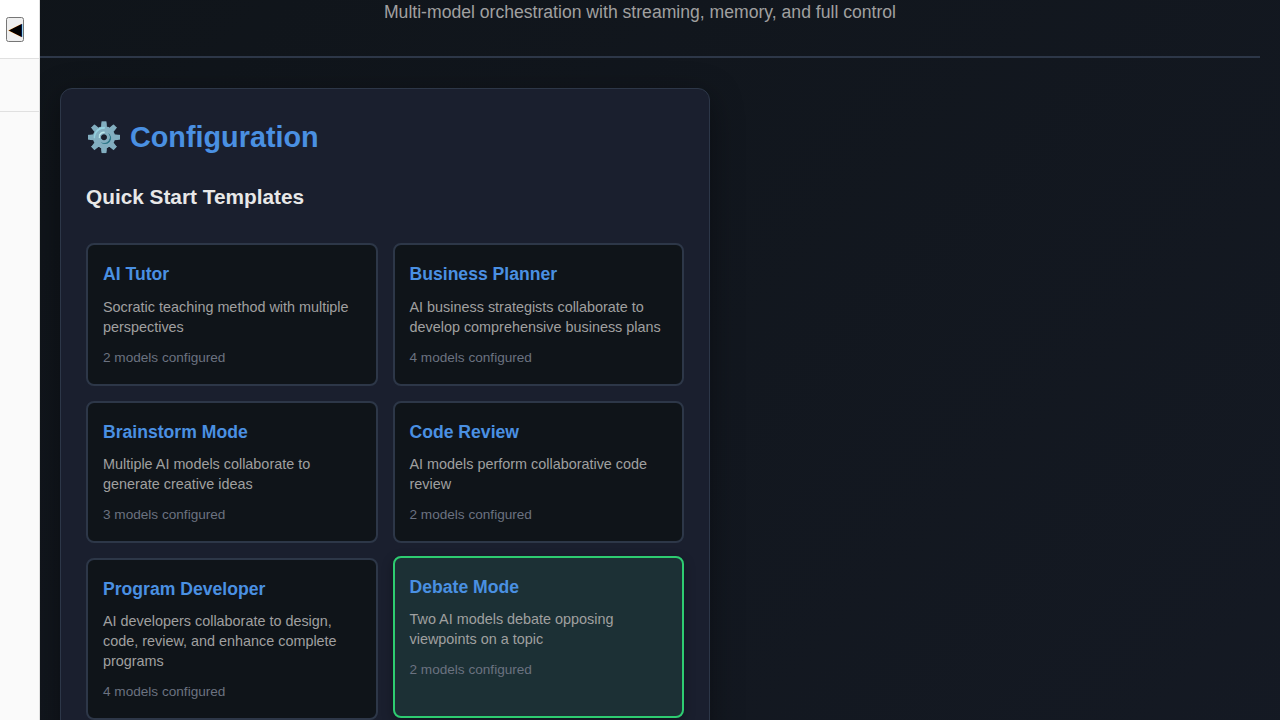 Multi-model orchestration with streaming, memory, and full control
Configuration
Quick Start Templates
AI Tutor
Socratic teaching method with multiple
perspectives
2 models configured
Business Planner
AI business strategists collaborate to
develop comprehensive business plans
4 models configured
Brainstorm Mode
Multiple AI models collaborate to
generate creative ideas
3 models configured
Code Review
AI models perform collaborative code
review
2 models configured
Program Developer
AI developers collaborate to design,
code, review, and enhance complete
programs
4 models configured
Debate Mode
Two AI models debate opposing
viewpoints on a topic
2 models configured